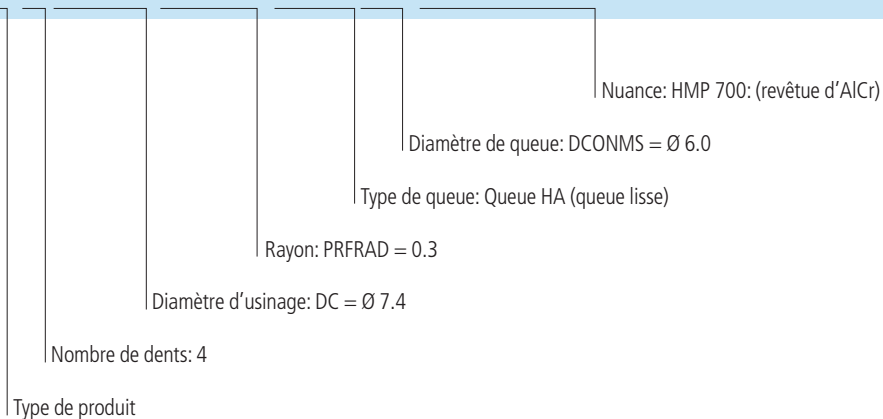 Nuance: HMP 700: (revêtue d’AlCr)
Diamètre de queue: DCONMS = Ø 6.0
Type de queue: Queue HA (queue lisse)
Rayon: PRFRAD = 0.3
Diamètre d’usinage: DC = Ø 7.4
Nombre de dents: 4
Type de produit